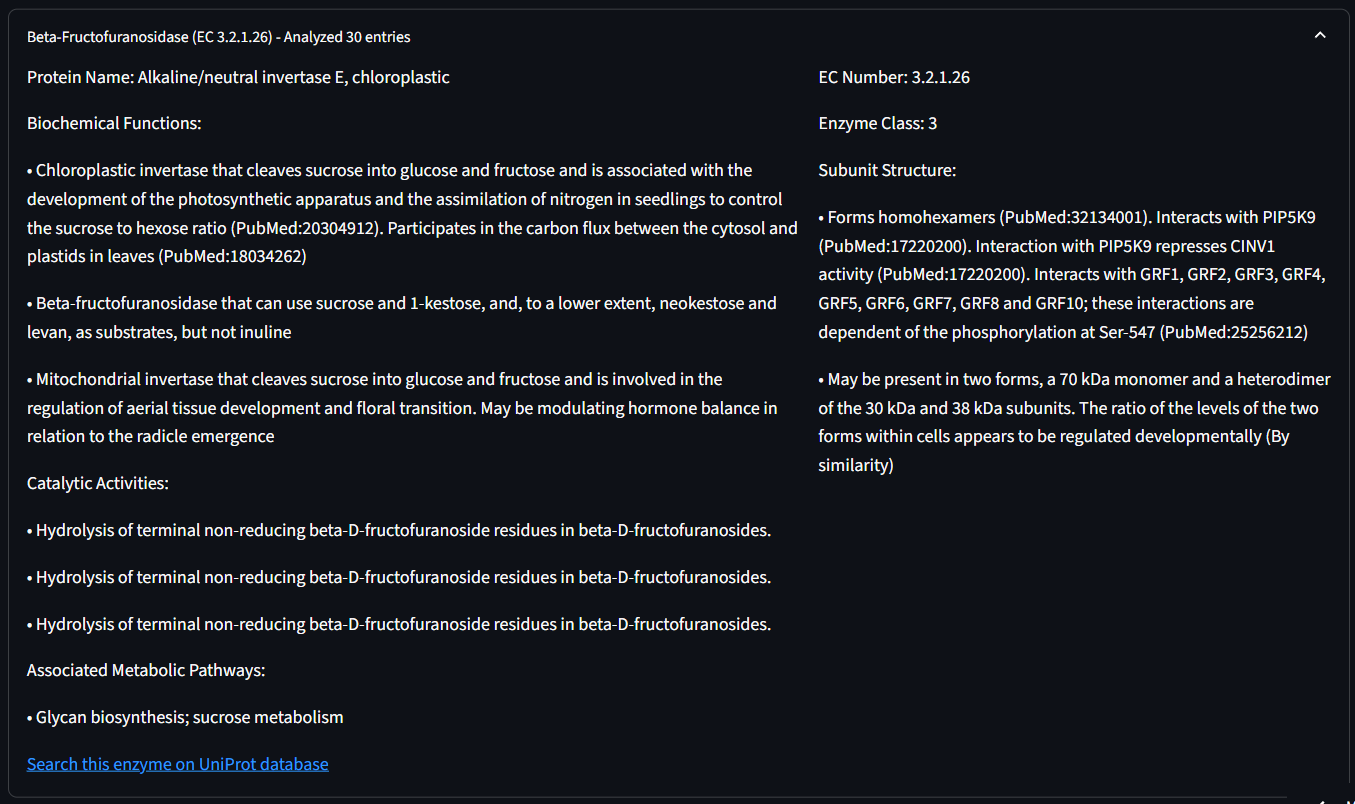 Beta-Fructofuranosidase (EC 3.2.1.26) - Analyzed 30 entries
Protein Name: Alkaline/neutral invertase E, chloroplastic
Biochemical Functions:
• Chloroplastic invertase that cleaves sucrose into glucose and fructose and is associated with the
development of the photosynthetic apparatus and the assimilation of nitrogen in seedlings to control
the sucrose to hexose ratio (PubMed:20304912). Participates in the carbon flux between the cytosol and
plastids in leaves (PubMed:18034262)
• Beta-fructofuranosidase that can use sucrose and 1-kestose, and, to a lower extent, neokestose and
levan, as substrates, but not inuline
• Mitochondrial invertase that cleaves sucrose into glucose and fructose and is involved in the
regulation of aerial tissue development and floral transition. May be modulating hormone balance in
relation to the radicle emergence
Catalytic Activities:
• Hydrolysis of terminal non-reducing beta-D-fructofuranoside residues in beta-D-fructofuranosides.
• Hydrolysis of terminal non-reducing beta-D-fructofuranoside residues in beta-D-fructofuranosides.
• Hydrolysis of terminal non-reducing beta-D-fructofuranoside residues in beta-D-fructofuranosides.
Associated Metabolic Pathways:
• Glycan biosynthesis; sucrose metabolism
Search this enzyme on UniProt database
EC Number: 3.2.1.26
Enzyme Class: 3
Subunit Structure:
• Forms homohexamers (PubMed:32134001). Interacts with PIP5K9
(PubMed:17220200). Interaction with PIP5K9 represses CINV1
activity (PubMed:17220200). Interacts with GRF1, GRF2, GRF3, GRF4,
GRF5, GRF6, GRF7, GRF8 and GRF10; these interactions are
dependent of the phosphorylation at Ser-547 (PubMed:25256212)
• May be present in two forms, a 70 kDa monomer and a heterodimer
of the 30 kDa and 38 kDa subunits. The ratio of the levels of the two
forms within cells appears to be regulated developmentally (By
similarity)